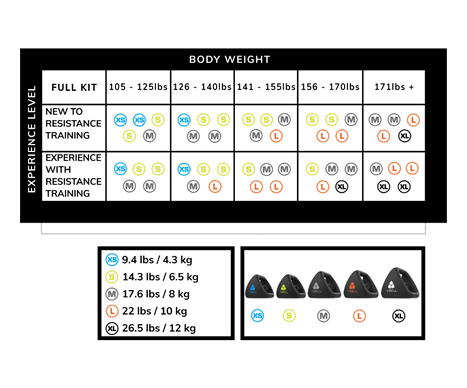 BODY WEIGHT
EXPERIENCE LEVEL
FULL KIT 105 - 125lbs 126 - 140lbs 141 - 155lbs 156 - 170lbs 171lbs +
NEW TO RESISTANCE TRAINING
XS XS S XS S S S S M S S M M M L
S M M M M L L L L XL
EXPERIENCE WITH RESISTANCE TRAINING
XS S S XS S S S M M S M M M L L
M M M L L L L XL XL XL
XS 9.4 lbs / 4.3 kg
S 14.3 lbs / 6.5 kg
M 17.6 lbs / 8 kg
L 22 lbs / 10 kg
XL 26.5 lbs / 12 kg
XS S M L XL